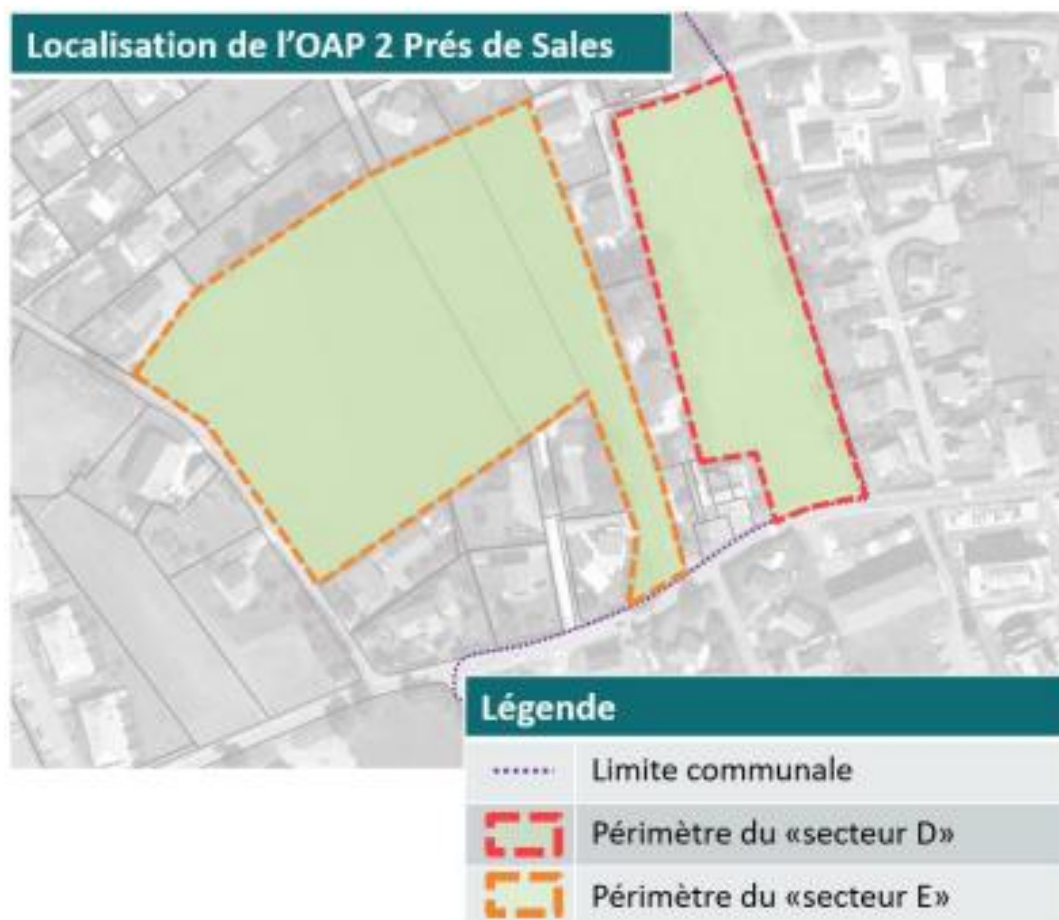 Localisation de l'OAP 2 Prés de Sales
Légende
Limite communale
Périmètre du «secteur D»
Périmètre du «secteur E»